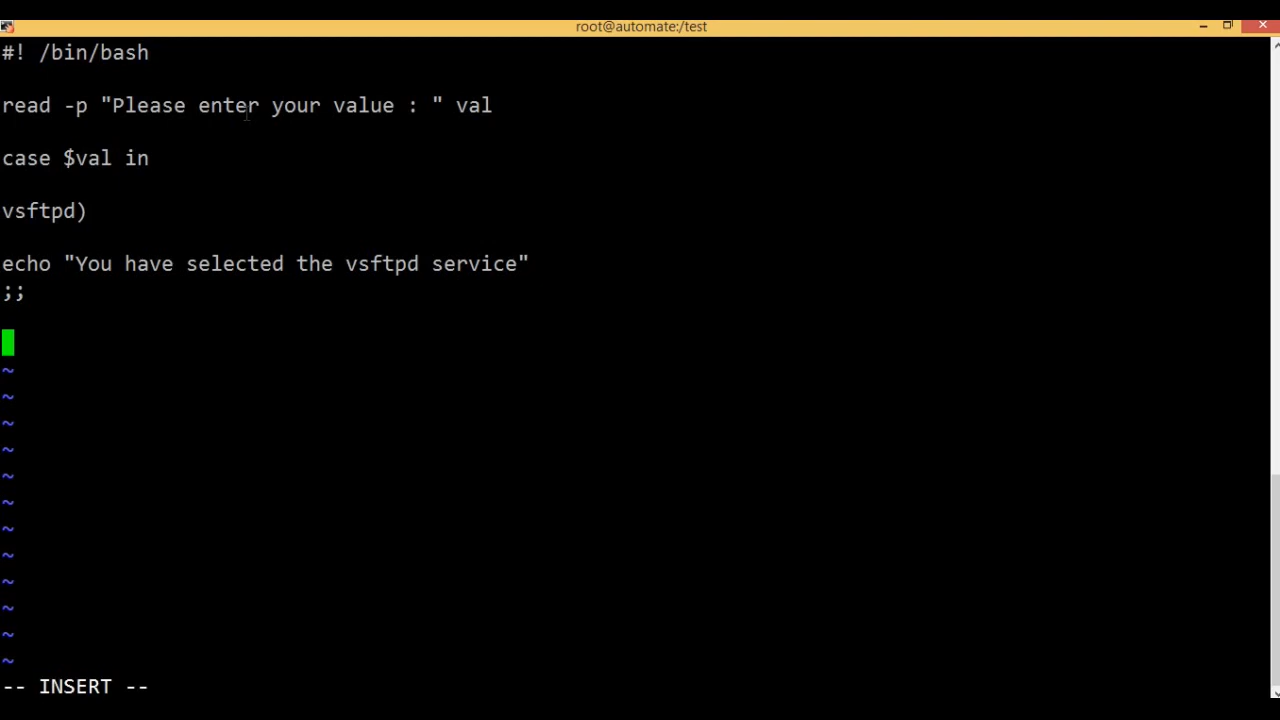 root@automate:/test
#! /bin/bash
read -p "Please enter your value : " val
case $val in
vsftpd)
echo "You have selected the vsftpd service"
;;
~
~
~
~
~
~
~
~
~
~
~
~
-- INSERT --